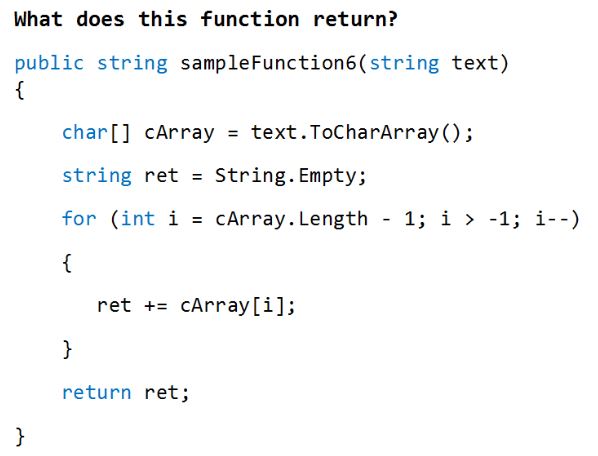 What does this function return?
public string sampleFunction6(string text)
{
char[] cArray = text.ToCharArray();
string ret = String.Empty;
for (int i = cArray.Length - 1; i > -1; i--)
{
ret += cArray[i];
}
return ret;
}